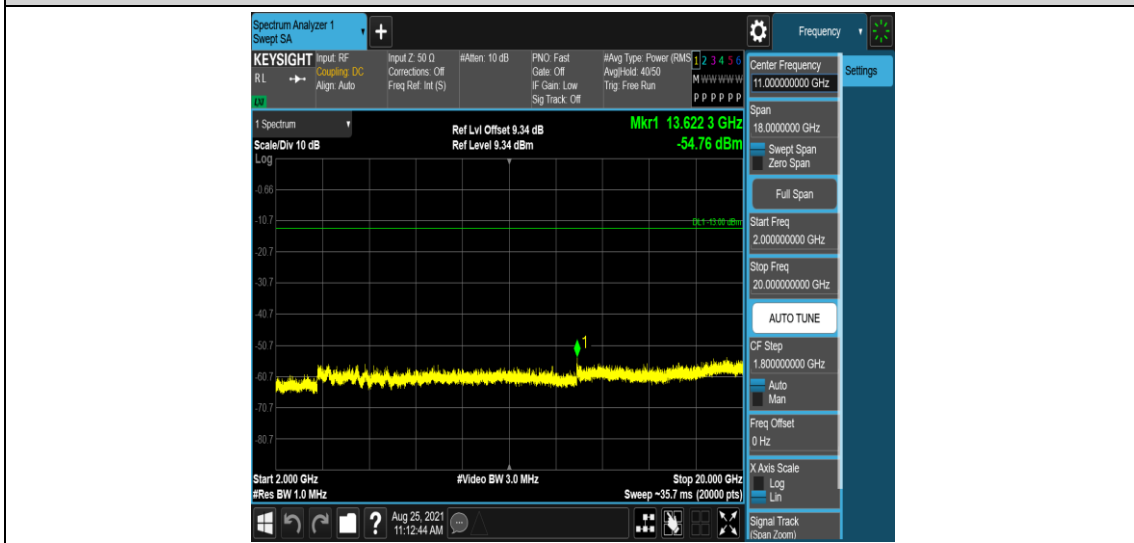 Spectrum Analyzer 1
Swept SA
+
Frequency
KEYSIGHT
RL
Input: RF
Coupling: DC
Align: Auto
Input Z: 50 Ω
Corrections: Off
Freq Ref: Int (S)
#Atten: 10 dB
PNO: Fast
Gate: Off
IF Gain: Low
Sig Track: Off
#Avg Type: Power (RMS
Avg|Hold: 40/50
Trig: Free Run
1 2 3 4 5 6
M W W W W W
P P P P P P
1 Spectrum
Scale/Div 10 dB
Log
Ref Lvl Offset 9.34 dB
Ref Level 9.34 dBm
Mkr1 13.622 3 GHz
-54.76 dBm
-0.66
-10.7
DL1 -13.00 dBm
-20.7
-30.7
-40.7
-50.7
1
-60.7
-70.7
-80.7
Start 2.000 GHz
#Res BW 1.0 MHz
#Video BW 3.0 MHz
Stop 20.000 GHz
Sweep ~35.7 ms (20000 pts)
?
Aug 25, 2021
11:12:44 AM
Center Frequency
11.000000000 GHz
Settings
Span
18.0000000 GHz
Swept Span
Zero Span
Full Span
Start Freq
2.000000000 GHz
Stop Freq
20.000000000 GHz
AUTO TUNE
CF Step
1.800000000 GHz
Auto
Man
Freq Offset
0 Hz
X Axis Scale
Log
Lin
Signal Track
(Span Zoom)